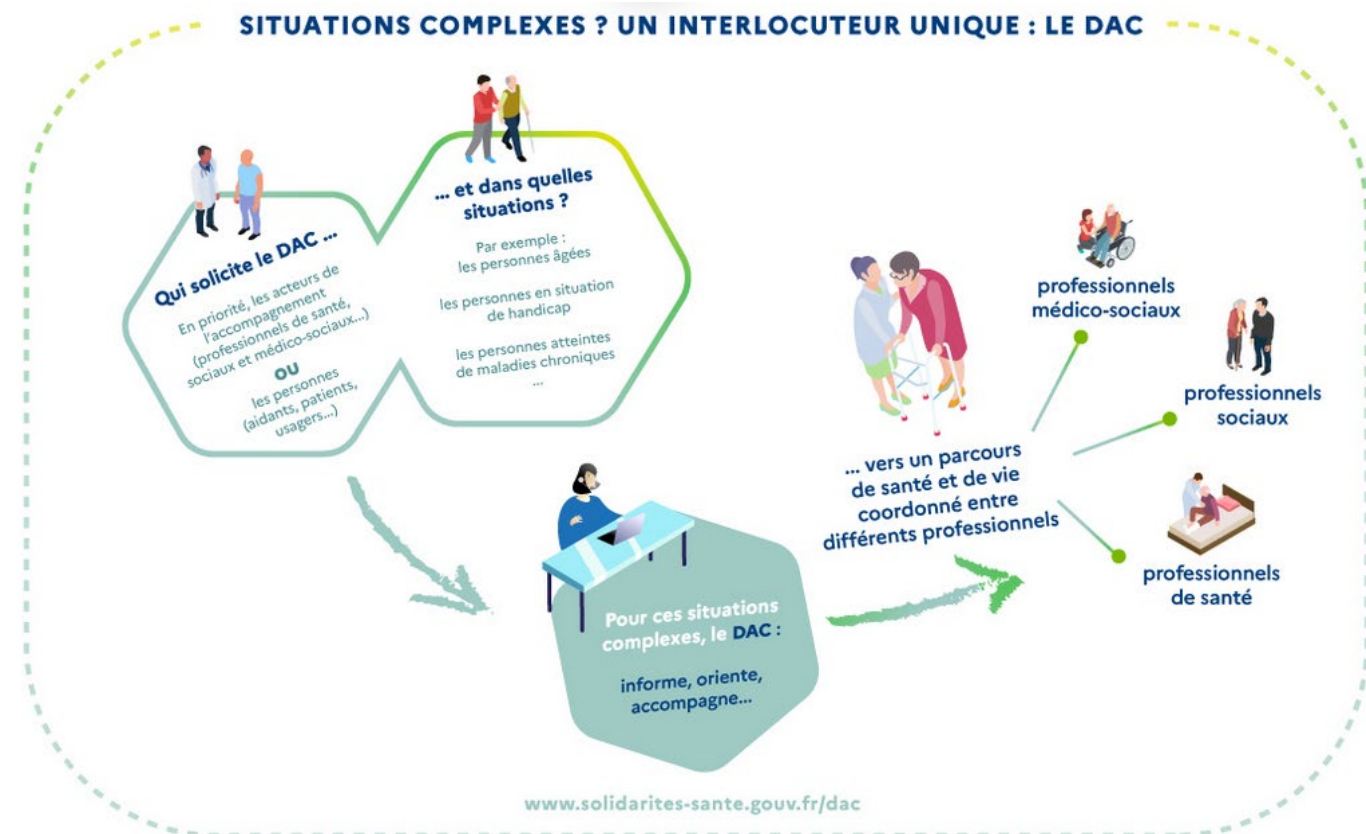 SITUATIONS COMPLEXES ? UN INTERLOCUTEUR UNIQUE : LE DAC
Qui solicite le DAC ...
En priorité, les acteurs de
l'accompagnement
(professionnels de santé,
sociaux et médico-sociaux...)
OU
les personnes
(aidants, patients,
usagers...)
... et dans quelles
situations ?
Par exemple :
les personnes âgées
les personnes en situation
de handicap
les personnes atteintes
de maladies chroniques
...
Pour ces situations
complexes, le DAC :
informe, oriente,
accompagne...
... vers un parcours
de santé et de vie
coordonné entre
différents professionnels
professionnels
médico-sociaux
professionnels
sociaux
professionnels
de santé
www.solidarites-sante.gouv.fr/dac